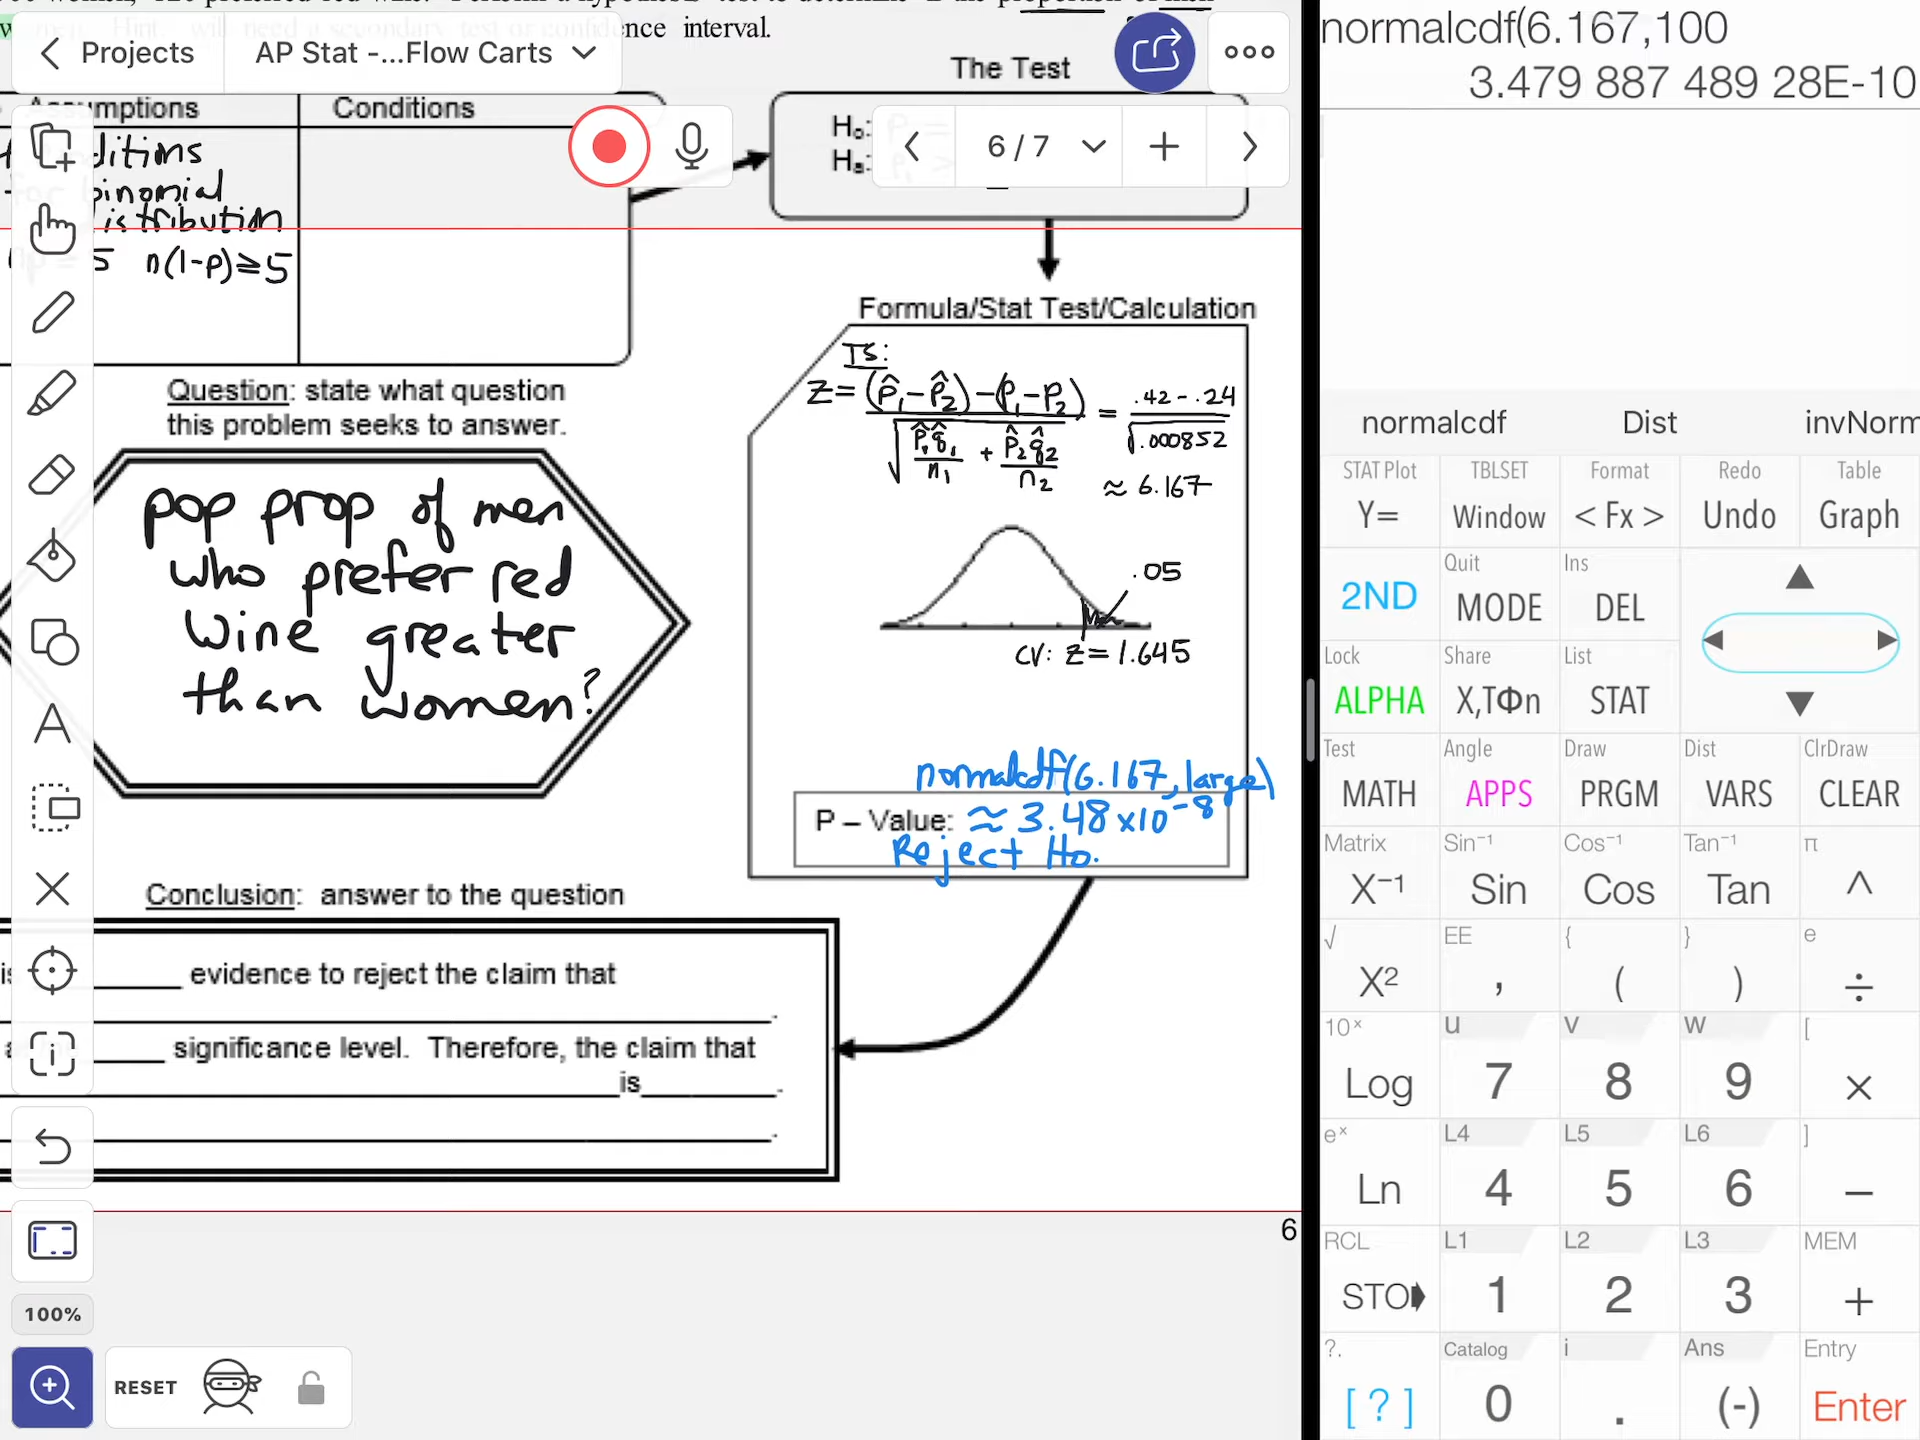 nce interval.
Projects
AP Stat -...Flow Carts
The Test
Assumptions
Conditions
Conditions
for binomial
distribution
5 n(1-p)≥5
Ho:
Ha:
6 / 7
Formula/Stat Test/Calculation
TS:
Z = (p̂₁-p̂₂)-(p₁-p₂) / √(p̂₁q̂₁/n₁ + p̂₂q̂₂/n₂) = .42-.24 / √.000852
≈ 6.167
.05
CV: Z=1.645
normalcdf(6.167, large)
P – Value: ≈ 3.48x10⁻⁸
Reject Ho.
Question: state what question
this problem seeks to answer.
pop prop of men
who prefer red
wine greater
than women?
Conclusion: answer to the question
evidence to reject the claim that
significance level. Therefore, the claim that
is
6
100%
RESET
normalcdf(6.167,100
3.479 887 489 28E-10
normalcdf Dist invNorm
STAT Plot TBLSET Format Redo Table
Y= Window < Fx > Undo Graph
Quit Ins
2ND MODE DEL
Lock Share List
ALPHA X,TΦn STAT
Test Angle Draw Dist ClrDraw
MATH APPS PRGM VARS CLEAR
Matrix Sin⁻¹ Cos⁻¹ Tan⁻¹ π
X⁻¹ Sin Cos Tan ^
√ EE { } e
X² , ( ) ÷
10ˣ u v w [
Log 7 8 9 ×
eˣ L4 L5 L6 ]
Ln 4 5 6 −
RCL L1 L2 L3 MEM
STO 1 2 3 +
?. Catalog i Ans Entry
[ ? ] 0 . (-) Enter